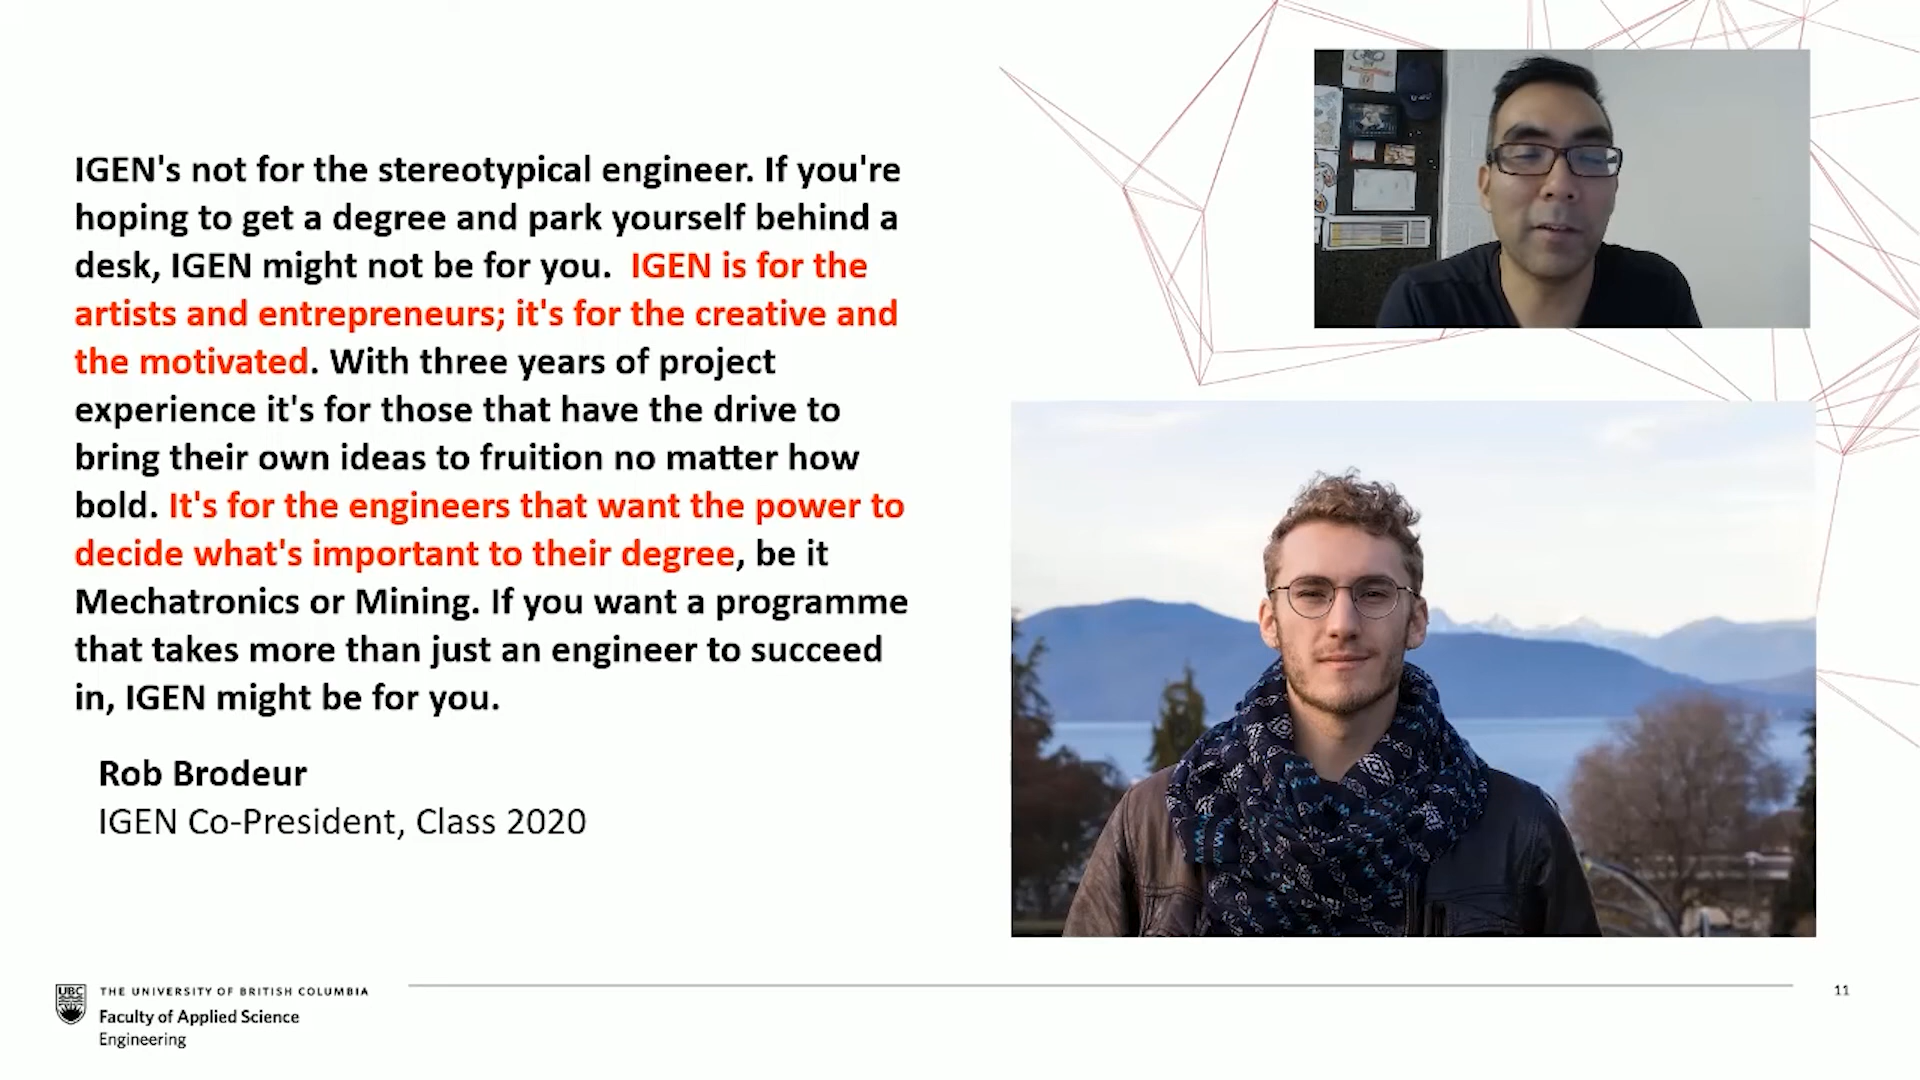 IGEN's not for the stereotypical engineer. If you're
hoping to get a degree and park yourself behind a
desk, IGEN might not be for you.  IGEN is for the
artists and entrepreneurs; it's for the creative and
the motivated. With three years of project
experience it's for those that have the drive to
bring their own ideas to fruition no matter how
bold. It's for the engineers that want the power to
decide what's important to their degree, be it
Mechatronics or Mining. If you want a programme
that takes more than just an engineer to succeed
in, IGEN might be for you.
Rob Brodeur
IGEN Co-President, Class 2020
UBC
THE UNIVERSITY OF BRITISH COLUMBIA
Faculty of Applied Science
Engineering
11